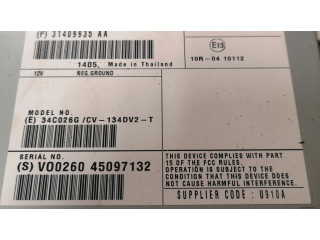 (P) 31409935 AA
1405, Made in Thailand
E13
10R-04 10112
12V
REG.GROUND
MODEL NO.
(E) 34C026G/CV-134DV2-T
SERIAL NO.
(S) VO0260 45097132
THIS DEVICE COMPLIES WITH PART
15 OF THE FCC RULES.
OPERATION IS SUBJECT TO THE
CONDITION THAT THIS DEVICE DOES
NOT CAUSE HARMFUL INTERFERENCE.
SUPPLIER CODE : U910A